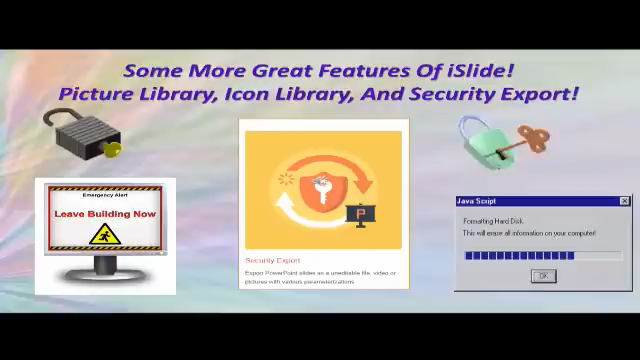 Some More Great Features Of iSlide!
Picture Library, Icon Library, And Security Export!
Emergency Alert
Leave Building Now
P
Security Export
Export PowerPoint slides as a uneditable file, video or
pictures with various parameterizations
Java Script
Formatting Hard Disk.
This will erase all information on your computer!
OK